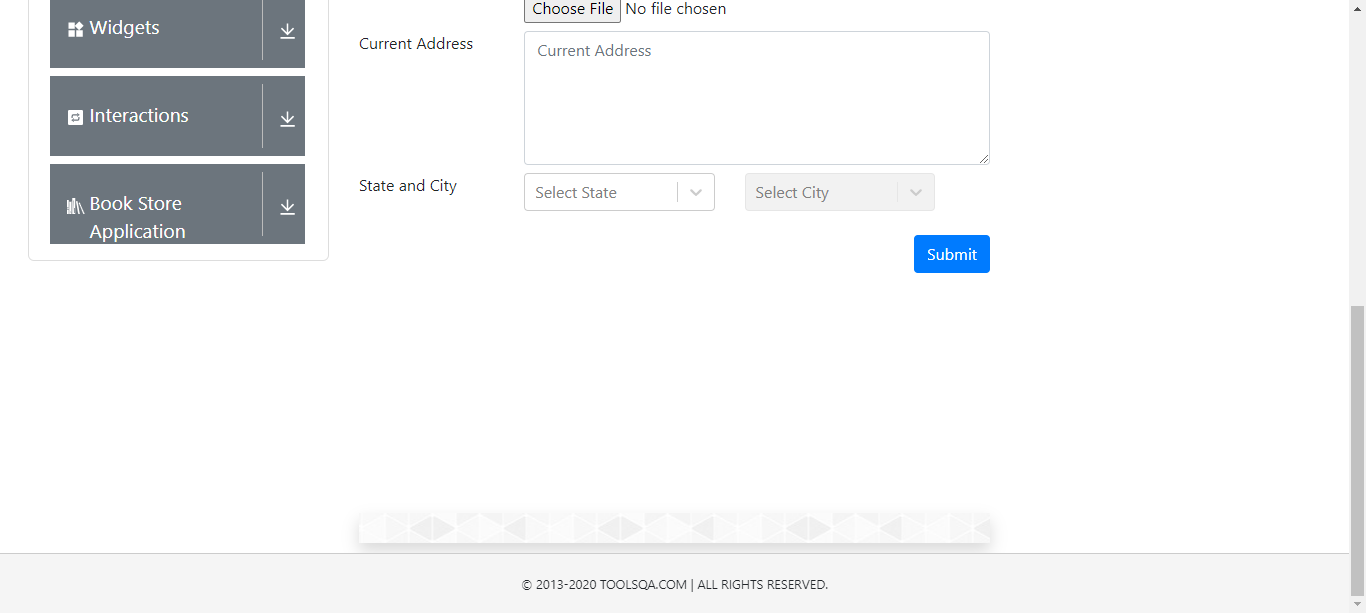 Widgets
Interactions
Book Store
Application
Choose File No file chosen
Current Address
Current Address
State and City
Select State
Select City
Submit
© 2013-2020 TOOLSQA.COM | ALL RIGHTS RESERVED.